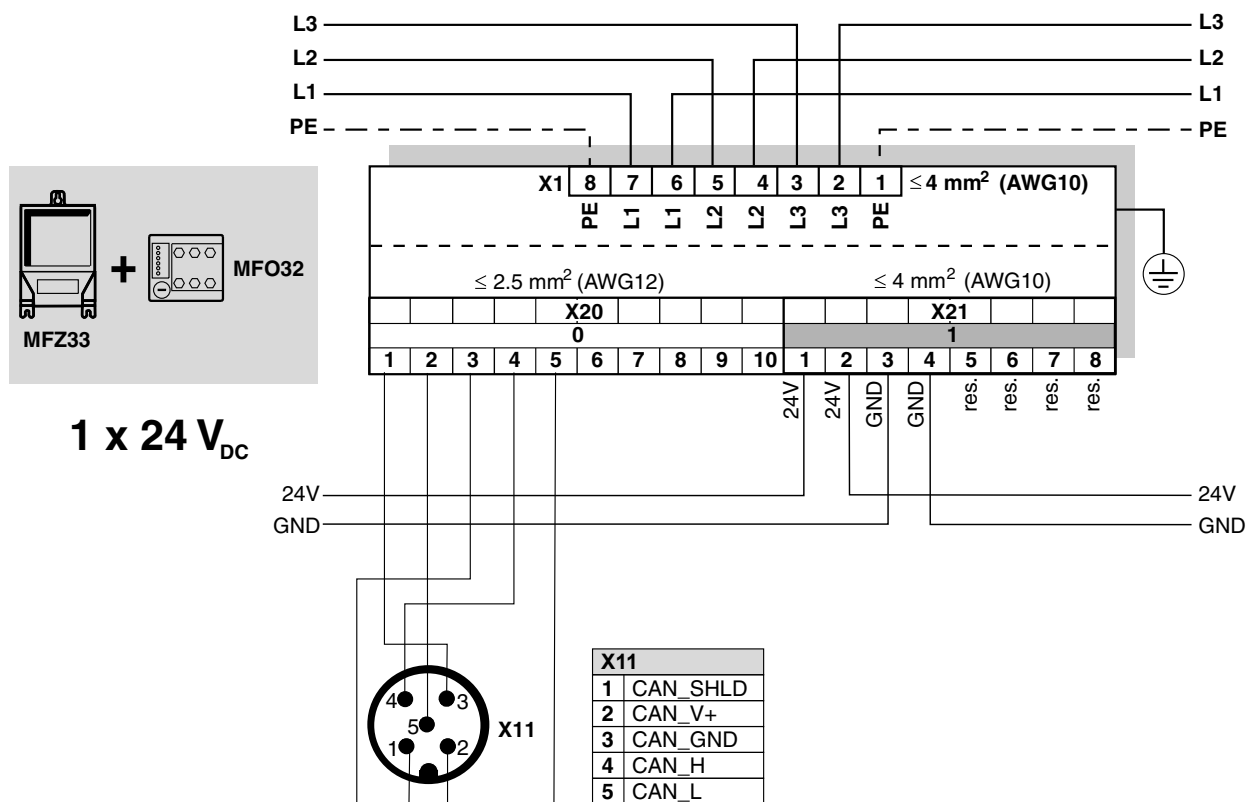 L3 L3
L2 L2
L1 L1
PE PE
X1 8 7 6 5 4 3 2 1 ≤ 4 mm² (AWG10)
PE L1 L1 L2 L2 L3 L3 PE
MFZ33 + MFO32
≤ 2.5 mm² (AWG12) ≤ 4 mm² (AWG10)
X20 X21
0 1
1 2 3 4 5 6 7 8 9 10 1 2 3 4 5 6 7 8
24V 24V GND GND res. res. res. res.
1 x 24 V_DC
24V 24V
GND GND
4 3
5
1 2
X11
X11
1 CAN_SHLD
2 CAN_V+
3 CAN_GND
4 CAN_H
5 CAN_L